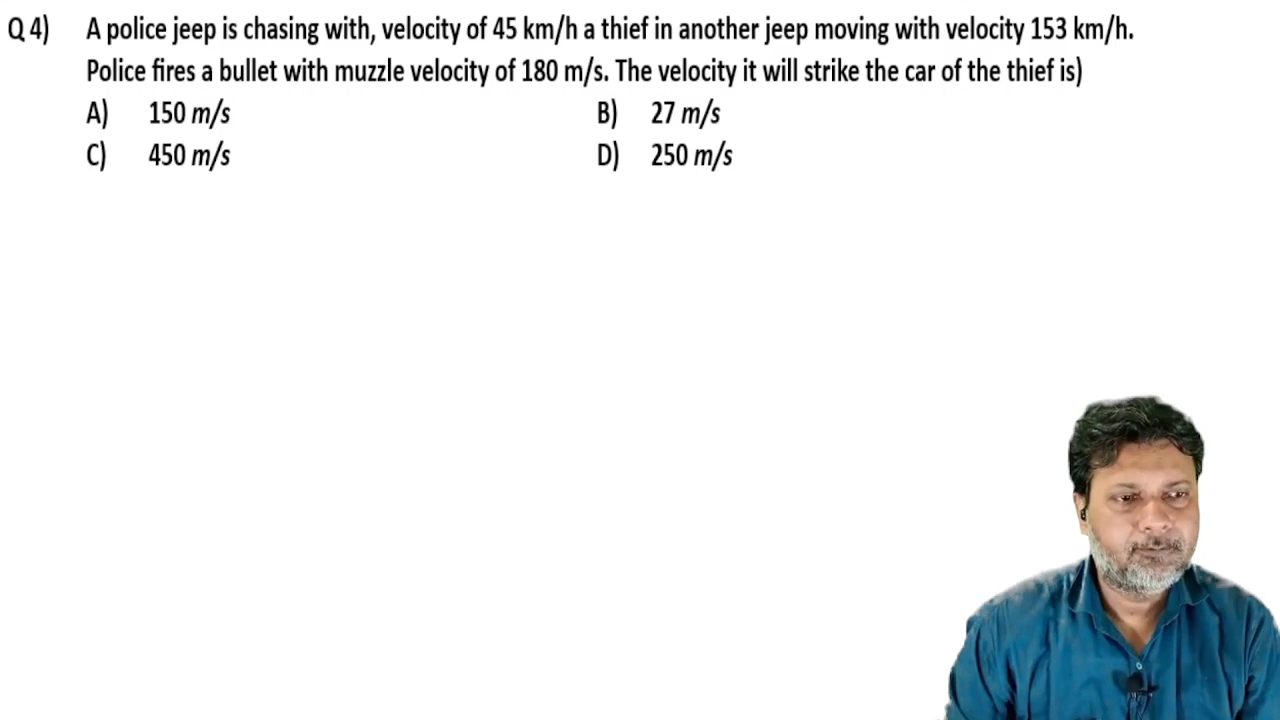 Q 4) A police jeep is chasing with, velocity of 45 km/h a thief in another jeep moving with velocity 153 km/h.
Police fires a bullet with muzzle velocity of 180 m/s. The velocity it will strike the car of the thief is)
A) 150 m/s B) 27 m/s
C) 450 m/s D) 250 m/s